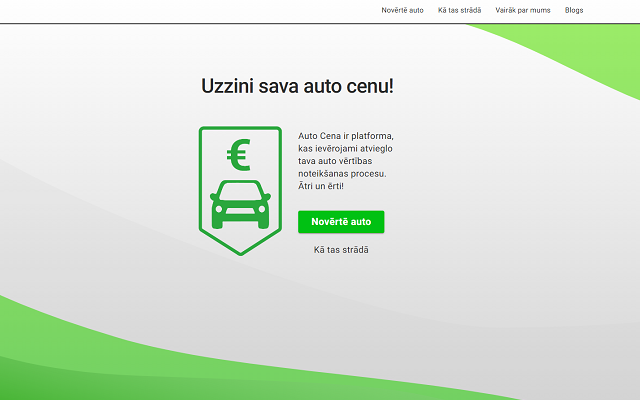 Novērtē auto Kā tas strādā Vairāk par mums Blogs
Uzzini sava auto cenu!
€
Auto Cena ir platforma,
kas ievērojami atvieglo
tava auto vērtības
noteikšanas procesu.
Ātri un ērti!
Novērtē auto
Kā tas strādā